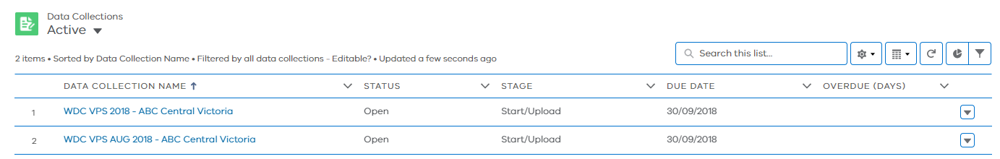 Data Collections
Active
2 items • Sorted by Data Collection Name • Filtered by all data collections - Editable? • Updated a few seconds ago
Search this list...
DATA COLLECTION NAME STATUS STAGE DUE DATE OVERDUE (DAYS)
1 WDC VPS 2018 - ABC Central Victoria Open Start/Upload 30/09/2018
2 WDC VPS AUG 2018 - ABC Central Victoria Open Start/Upload 30/09/2018